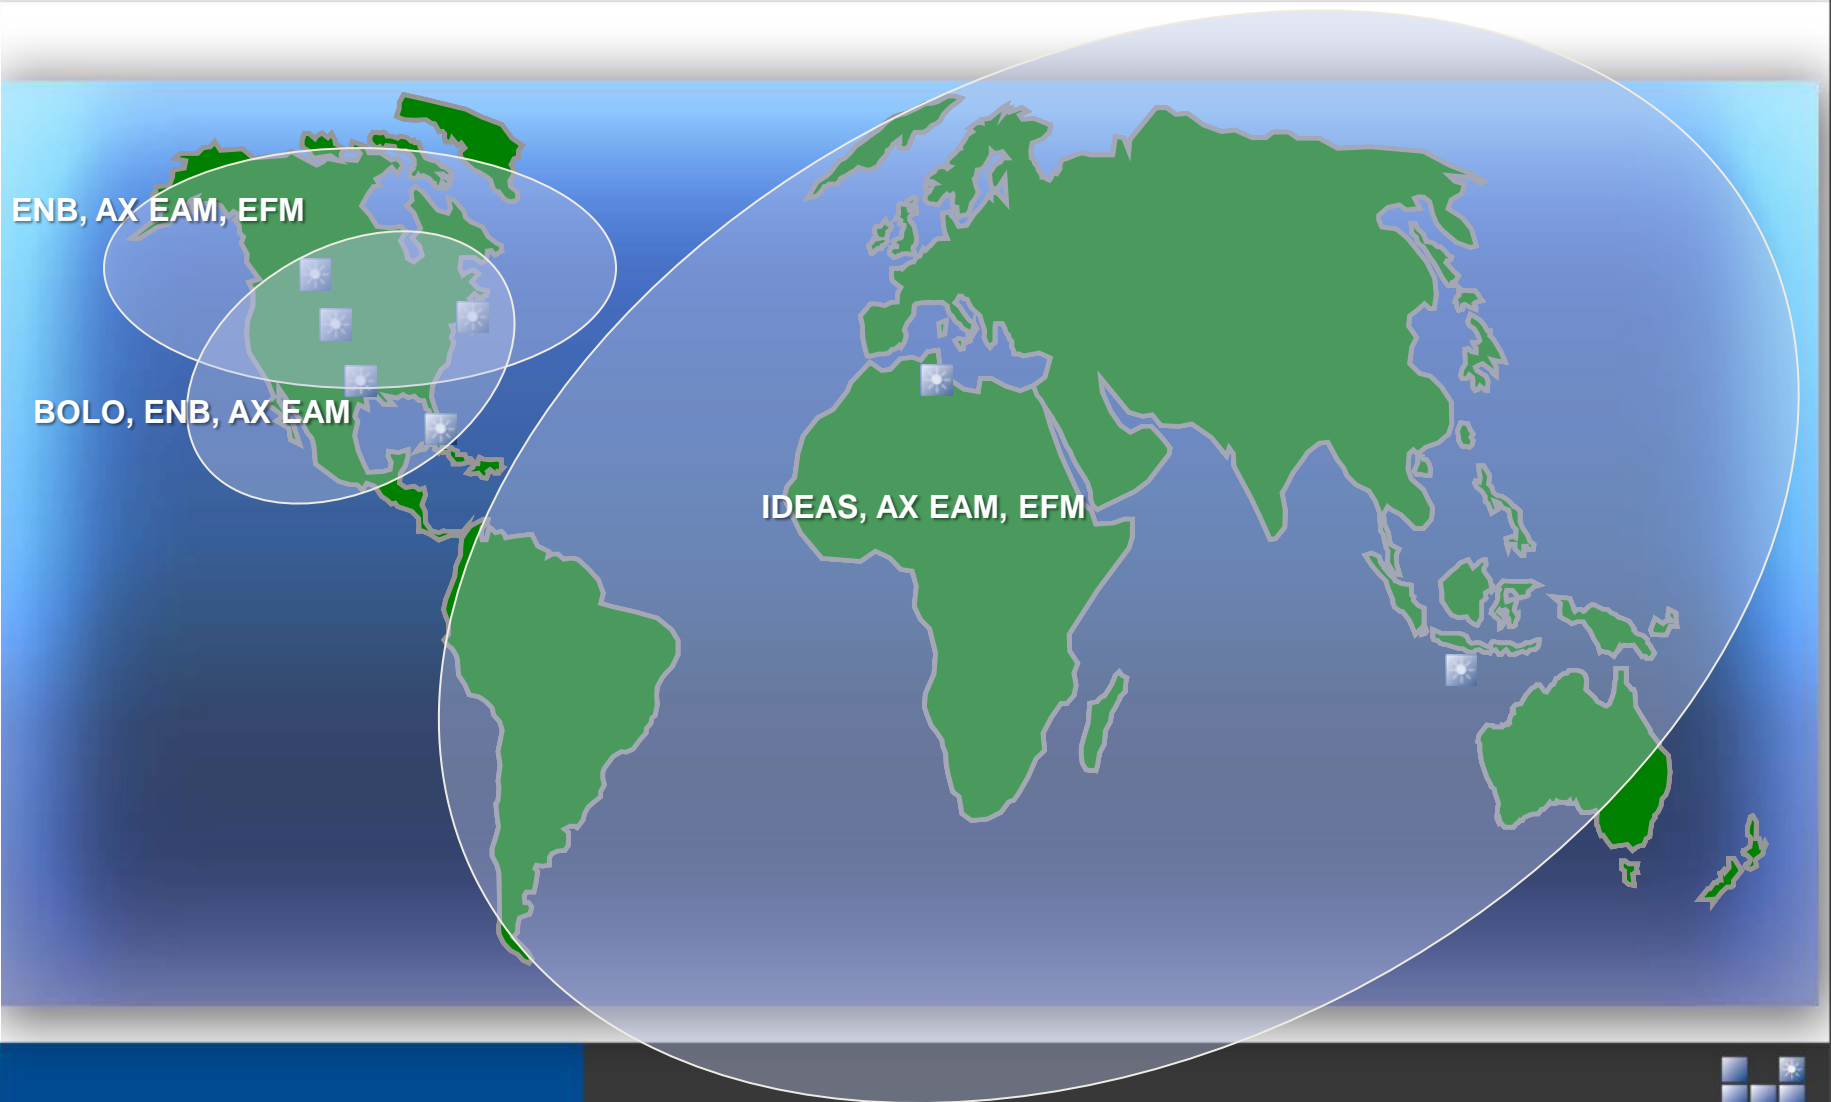 ENB, AX EAM, EFM
BOLO, ENB, AX EAM
IDEAS, AX EAM, EFM